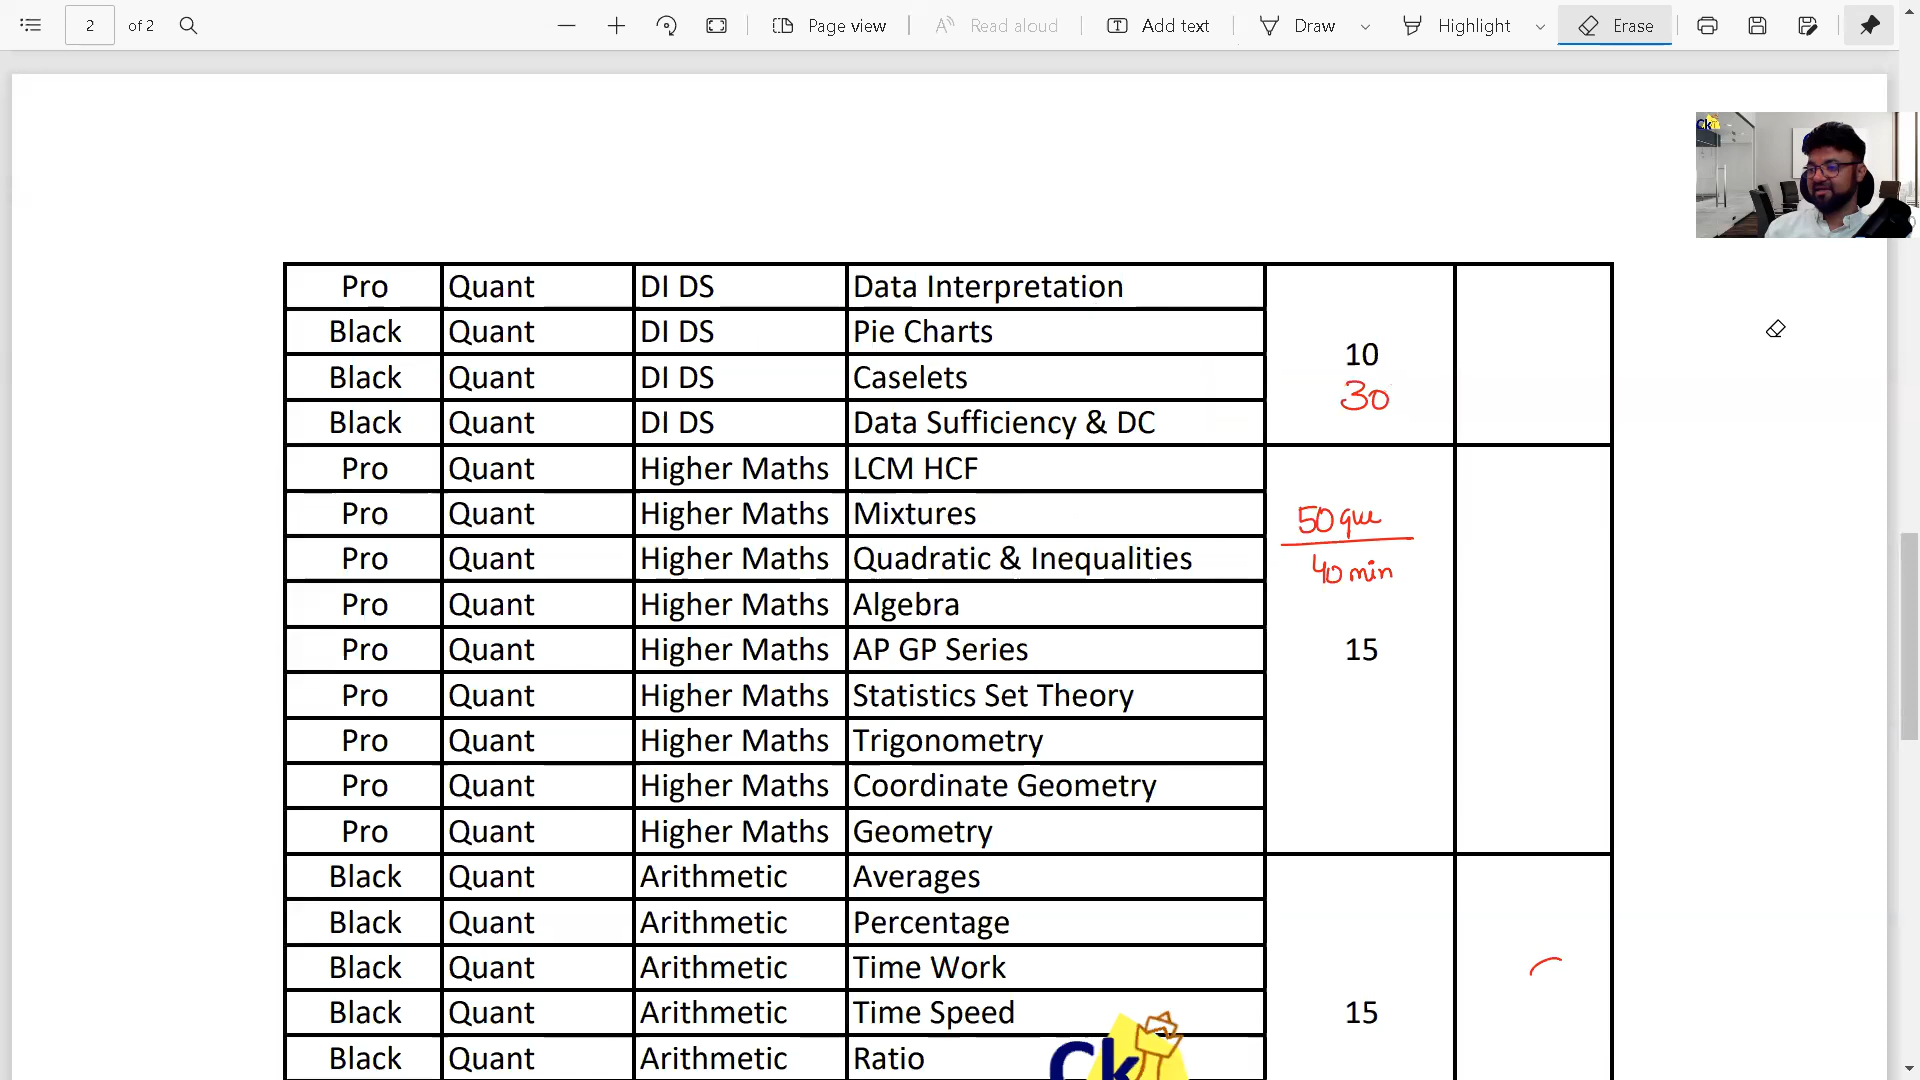 2 of 2 Page view Read aloud Add text Draw Highlight Erase
Ck
Pro Quant DI DS Data Interpretation
Black Quant DI DS Pie Charts
10
Black Quant DI DS Caselets
30
Black Quant DI DS Data Sufficiency & DC
Pro Quant Higher Maths LCM HCF
Pro Quant Higher Maths Mixtures
50 que
Pro Quant Higher Maths Quadratic & Inequalities
40 min
Pro Quant Higher Maths Algebra
Pro Quant Higher Maths AP GP Series 15
Pro Quant Higher Maths Statistics Set Theory
Pro Quant Higher Maths Trigonometry
Pro Quant Higher Maths Coordinate Geometry
Pro Quant Higher Maths Geometry
Black Quant Arithmetic Averages
Black Quant Arithmetic Percentage
Black Quant Arithmetic Time Work
Black Quant Arithmetic Time Speed 15
Black Quant Arithmetic Ratio
Ck